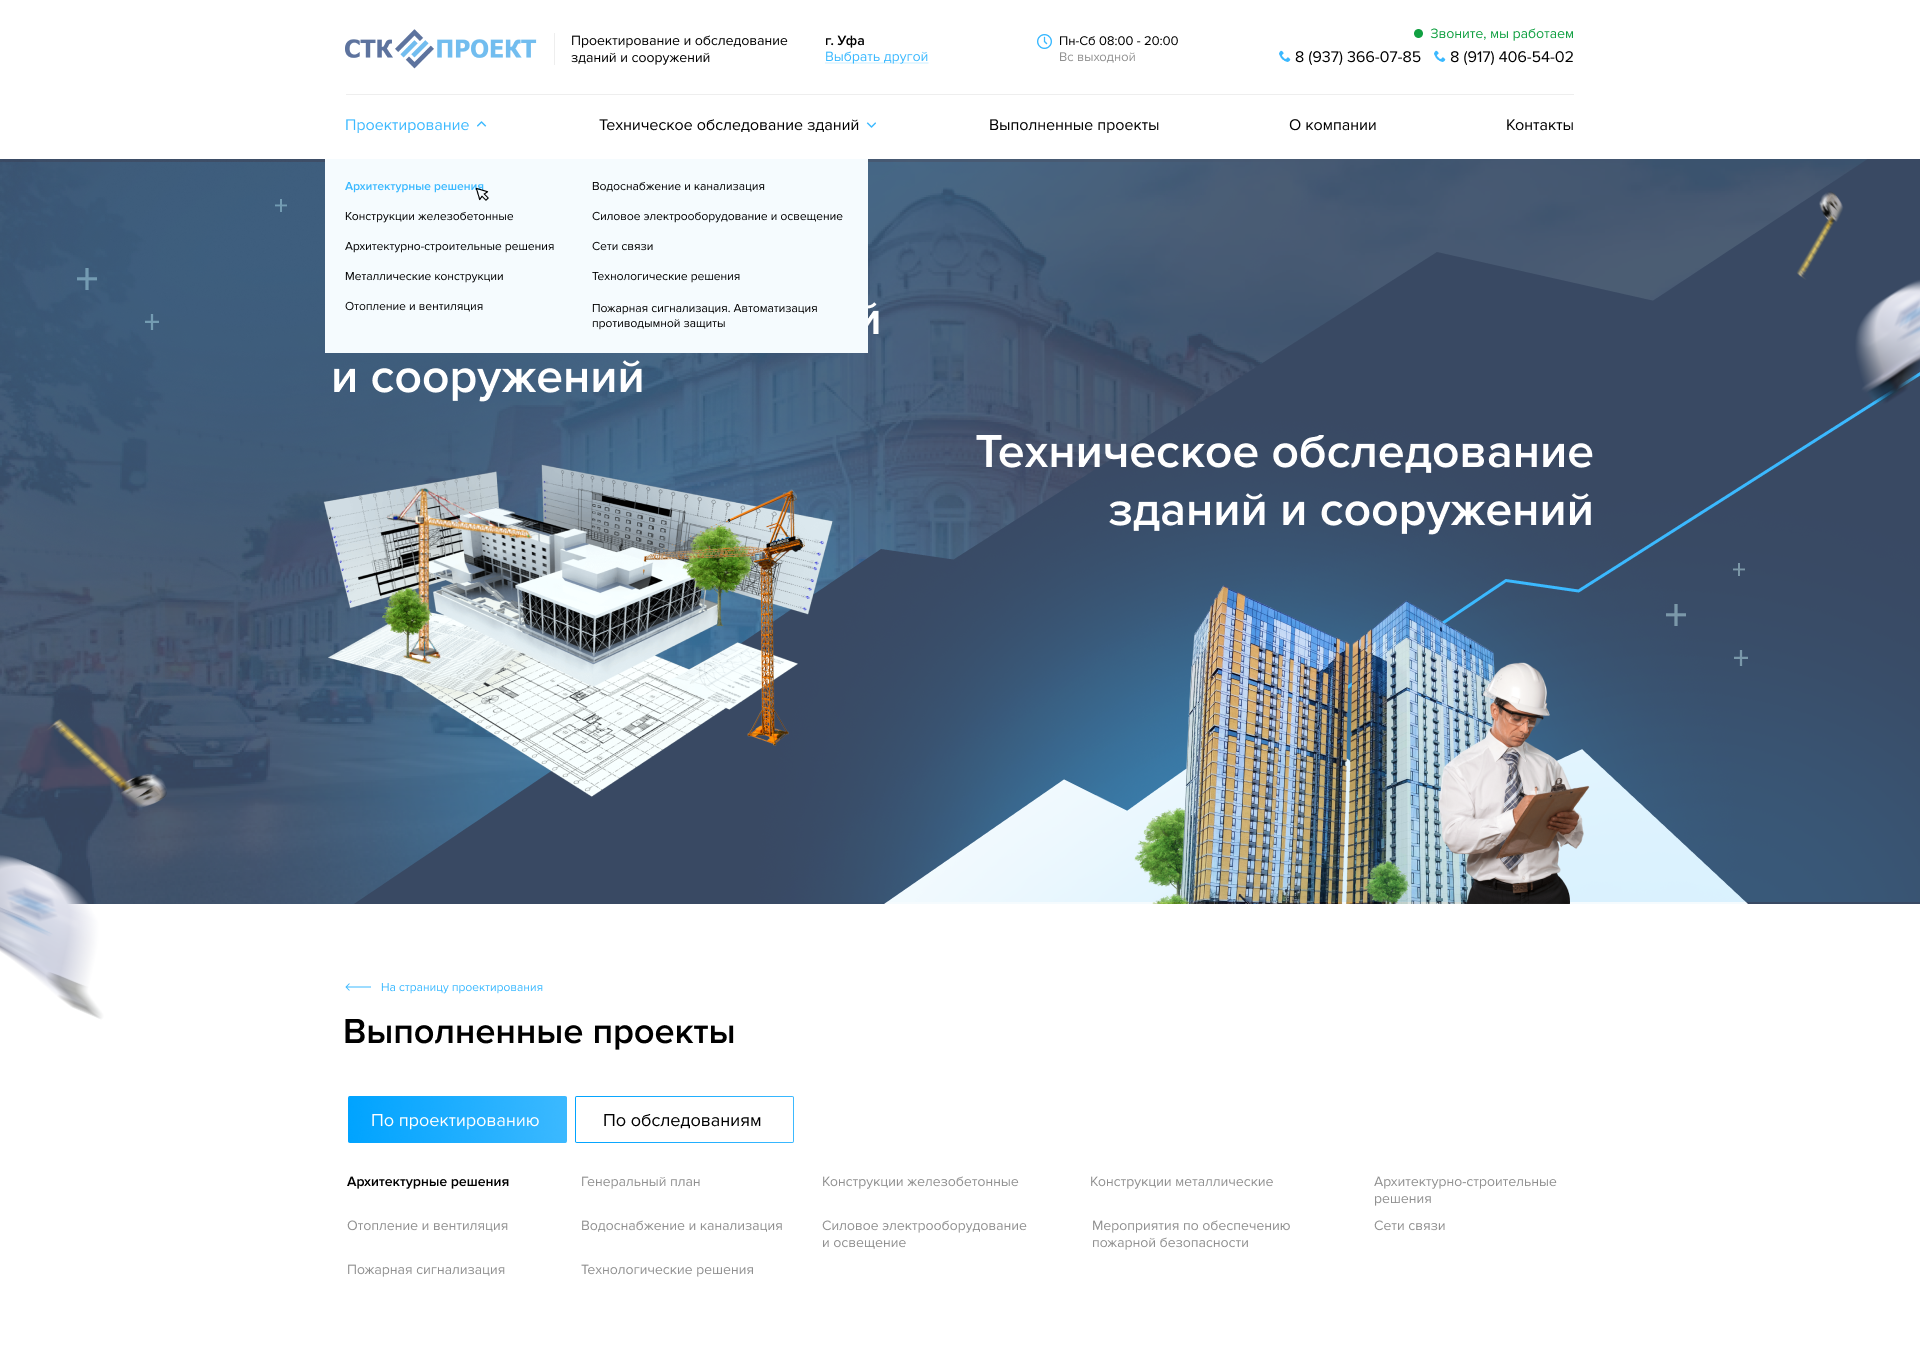 СТК ПРОЕКТ
Проектирование и обследование
зданий и сооружений
г. Уфа
Выбрать другой
Пн-Сб 08:00 - 20:00
Вс выходной
Звоните, мы работаем
8 (937) 366-07-85
8 (917) 406-54-02
Проектирование
Техническое обследование зданий
Выполненные проекты
О компании
Контакты
Архитектурные решения
Конструкции железобетонные
Архитектурно-строительные решения
Металлические конструкции
Отопление и вентиляция
Водоснабжение и канализация
Силовое электрооборудование и освещение
Сети связи
Технологические решения
Пожарная сигнализация. Автоматизация
противодымной защиты
й
и сооружений
Техническое обследование
зданий и сооружений
На страницу проектирования
Выполненные проекты
По проектированию
По обследованиям
Архитектурные решения
Генеральный план
Конструкции железобетонные
Конструкции металлические
Архитектурно-строительные
решения
Отопление и вентиляция
Водоснабжение и канализация
Силовое электрооборудование
и освещение
Мероприятия по обеспечению
пожарной безопасности
Сети связи
Пожарная сигнализация
Технологические решения